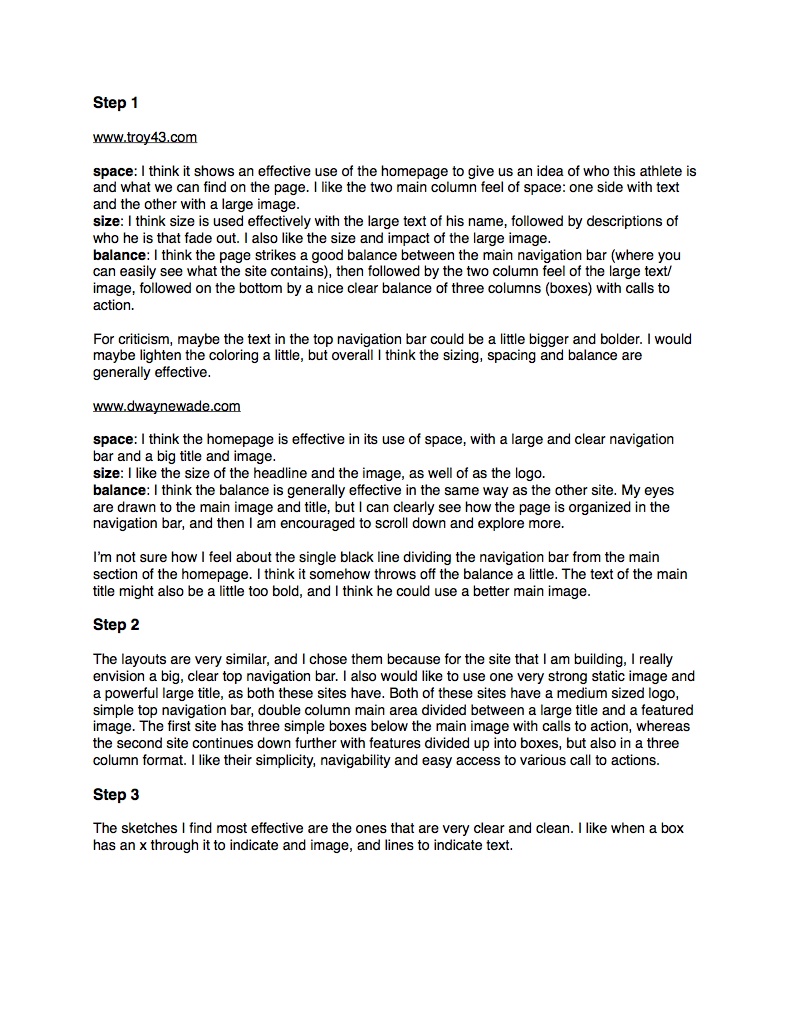 Step 1
www.troy43.com
space: I think it shows an effective use of the homepage to give us an idea of who this athlete is
and what we can find on the page. I like the two main column feel of space: one side with text
and the other with a large image.
size: I think size is used effectively with the large text of his name, followed by descriptions of
who he is that fade out. I also like the size and impact of the large image.
balance: I think the page strikes a good balance between the main navigation bar (where you
can easily see what the site contains), then followed by the two column feel of the large text/
image, followed on the bottom by a nice clear balance of three columns (boxes) with calls to
action.
For criticism, maybe the text in the top navigation bar could be a little bigger and bolder. I would
maybe lighten the coloring a little, but overall I think the sizing, spacing and balance are
generally effective.
www.dwaynewade.com
space: I think the homepage is effective in its use of space, with a large and clear navigation
bar and a big title and image.
size: I like the size of the headline and the image, as well of as the logo.
balance: I think the balance is generally effective in the same way as the other site. My eyes
are drawn to the main image and title, but I can clearly see how the page is organized in the
navigation bar, and then I am encouraged to scroll down and explore more.
I'm not sure how I feel about the single black line dividing the navigation bar from the main
section of the homepage. I think it somehow throws off the balance a little. The text of the main
title might also be a little too bold, and I think he could use a better main image.
Step 2
The layouts are very similar, and I chose them because for the site that I am building, I really
envision a big, clear top navigation bar. I also would like to use one very strong static image and
a powerful large title, as both these sites have. Both of these sites have a medium sized logo,
simple top navigation bar, double column main area divided between a large title and a featured
image. The first site has three simple boxes below the main image with calls to action, whereas
the second site continues down further with features divided up into boxes, but also in a three
column format. I like their simplicity, navigability and easy access to various call to actions.
Step 3
The sketches I find most effective are the ones that are very clear and clean. I like when a box
has an x through it to indicate and image, and lines to indicate text.